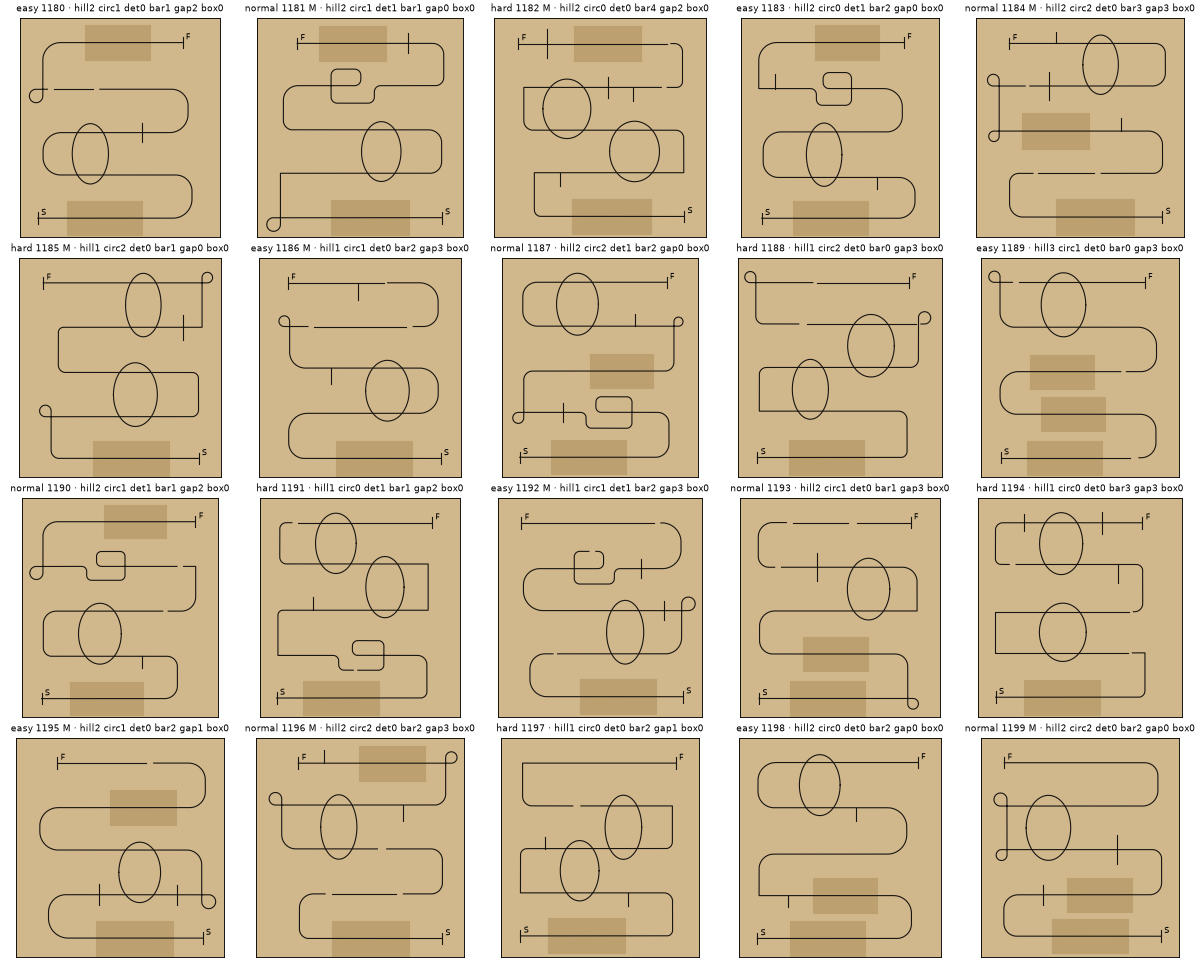 easy 1180 · hill2 circ1 det0 bar1 gap2 box0
normal 1181 M · hill2 circ1 det1 bar1 gap0 box0
hard 1182 M · hill2 circ0 det0 bar4 gap2 box0
easy 1183 · hill2 circ1 det0 bar2 gap0 box0
normal 1184 M · hill2 circ2 det0 bar3 gap3 box0
F
F
F
F
F
S
S
S
S
S
hard 1185 M · hill1 circ2 det0 bar1 gap0 box0
easy 1186 M · hill1 circ1 det0 bar2 gap3 box0
normal 1187 · hill2 circ2 det1 bar2 gap0 box0
hard 1188 · hill1 circ2 det0 bar0 gap3 box0
easy 1189 · hill3 circ1 det0 bar0 gap3 box0
F
F
F
F
F
S
S
S
S
S
normal 1190 · hill2 circ1 det1 bar1 gap2 box0
hard 1191 · hill1 circ0 det1 bar1 gap2 box0
easy 1192 M · hill1 circ1 det1 bar2 gap3 box0
normal 1193 · hill2 circ1 det0 bar1 gap3 box0
hard 1194 · hill1 circ0 det0 bar3 gap3 box0
F
F
F
F
F
S
S
S
S
S
easy 1195 M · hill2 circ1 det0 bar2 gap1 box0
normal 1196 M · hill2 circ2 det0 bar2 gap3 box0
hard 1197 · hill1 circ0 det0 bar2 gap1 box0
easy 1198 · hill2 circ0 det0 bar2 gap0 box0
normal 1199 M · hill2 circ2 det0 bar2 gap0 box0
F
F
F
F
F
S
S
S
S
S